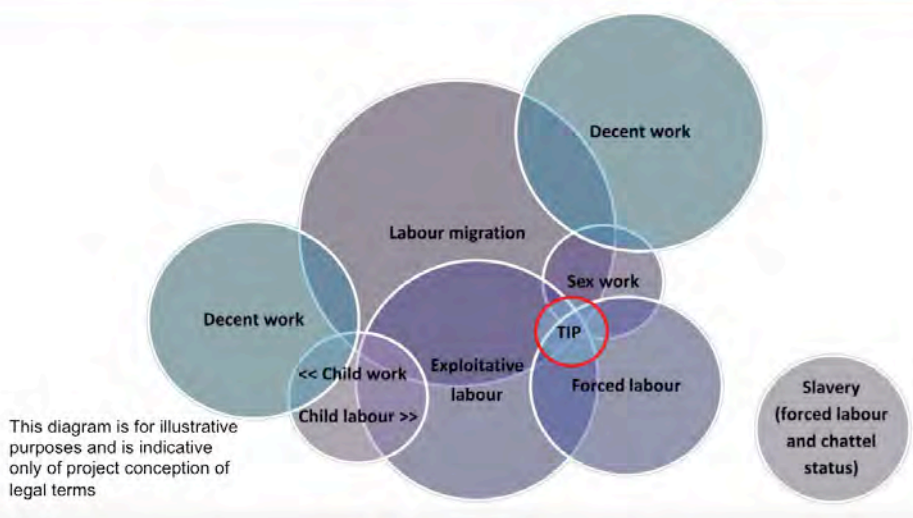 Decent work
Labour migration
Sex work
Decent work
TIP
<< Child work
Exploitative
labour
Forced labour
Child labour >>
Slavery
(forced labour
and chattel
status)
This diagram is for illustrative
purposes and is indicative
only of project conception of
legal terms